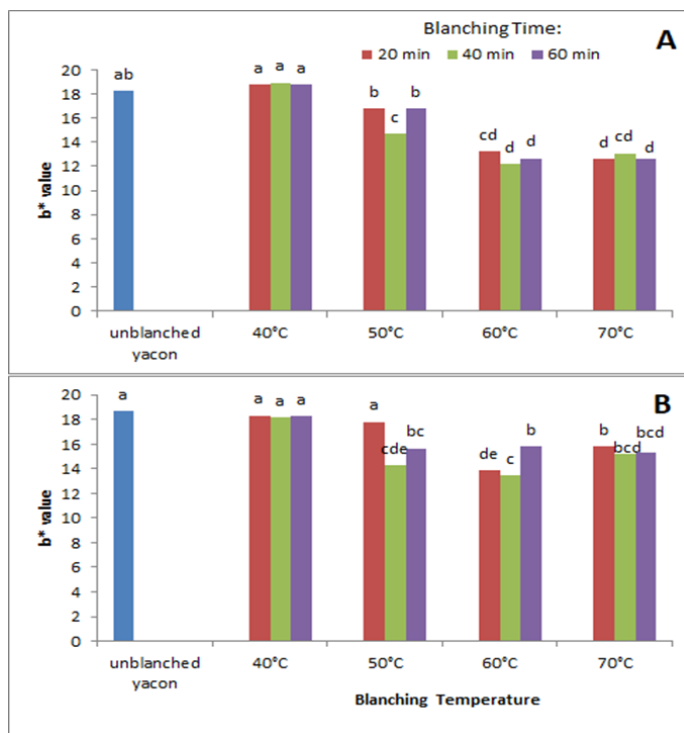 Blanching Time:
A
20 min 40 min 60 min
20
18
16
14
12
10
8
6
4
2
0
b* value
ab
a a a
b c b
cd d d
d cd d
unblanched
yacon
40°C 50°C 60°C 70°C
B
20
18
16
14
12
10
8
6
4
2
0
b* value
a
a a a
a cde bc
de c b
b bcd bcd
unblanched
yacon
40°C 50°C 60°C 70°C
Blanching Temperature